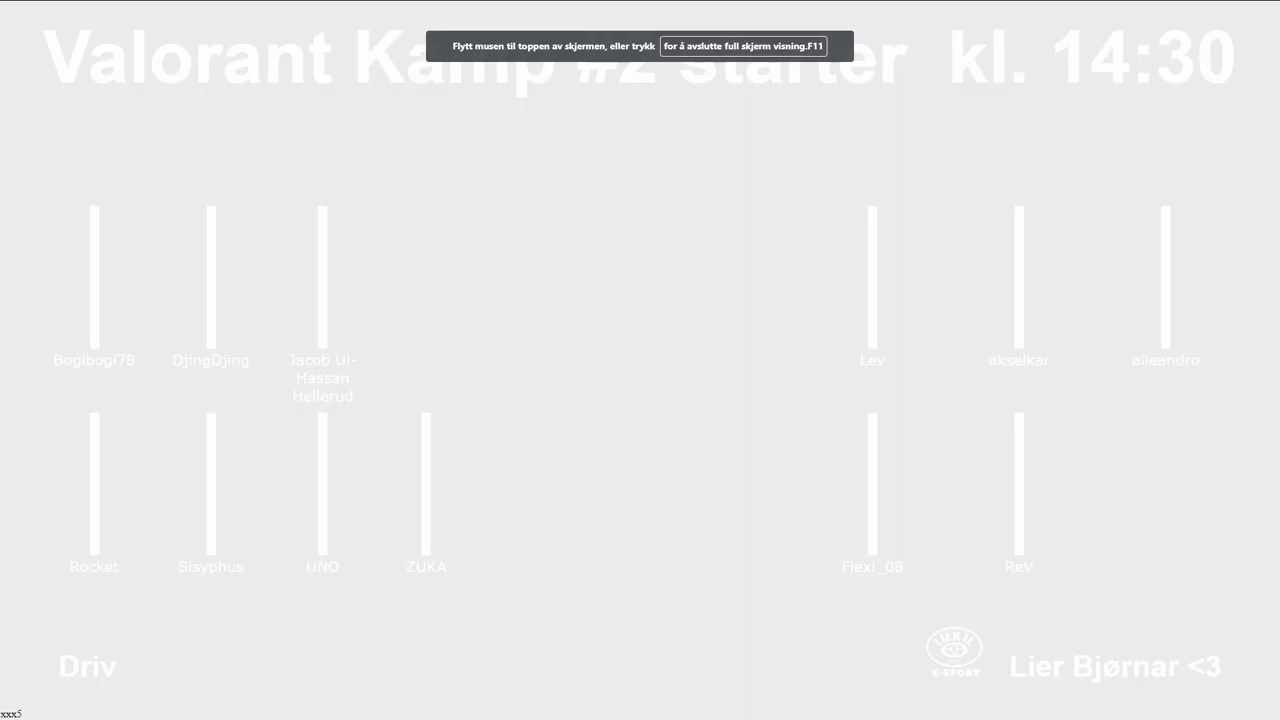 Valorant Kamp #2 starter kl. 14:30
Flytt musen til toppen av skjermen, eller trykk for å avslutte full skjerm visning.F11
Bogibogi78 DjingDjing Jacob Ul-
Hassan
Hellerud
Lev akselkar alleandro
Rocket Sisyphus UNO ZUKA Flexi_08 ReV
Driv
E-SPORT
Lier Bjørnar <3
xxx5